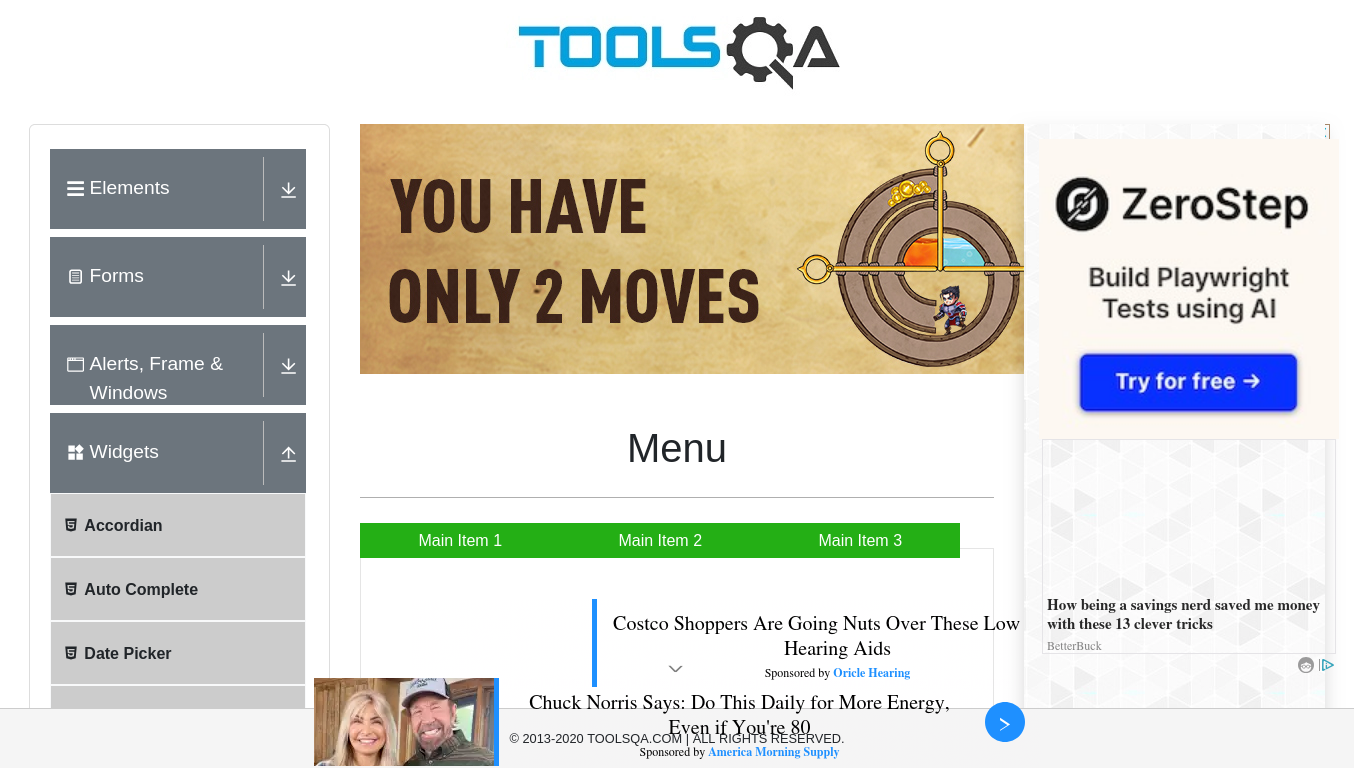 TOOLSQA
Elements
Forms
Alerts, Frame &
Windows
Widgets
Accordian
Auto Complete
Date Picker
YOU HAVE
ONLY 2 MOVES
ZeroStep
Build Playwright
Tests using AI
Try for free →
Menu
Main Item 1
Main Item 2
Main Item 3
Costco Shoppers Are Going Nuts Over These Low
Hearing Aids
Sponsored by Oricle Hearing
How being a savings nerd saved me money
with these 13 clever tricks
BetterBuck
Chuck Norris Says: Do This Daily for More Energy,
Even if You're 80
© 2013-2020 TOOLSQA.COM | ALL RIGHTS RESERVED.
Sponsored by America Morning Supply